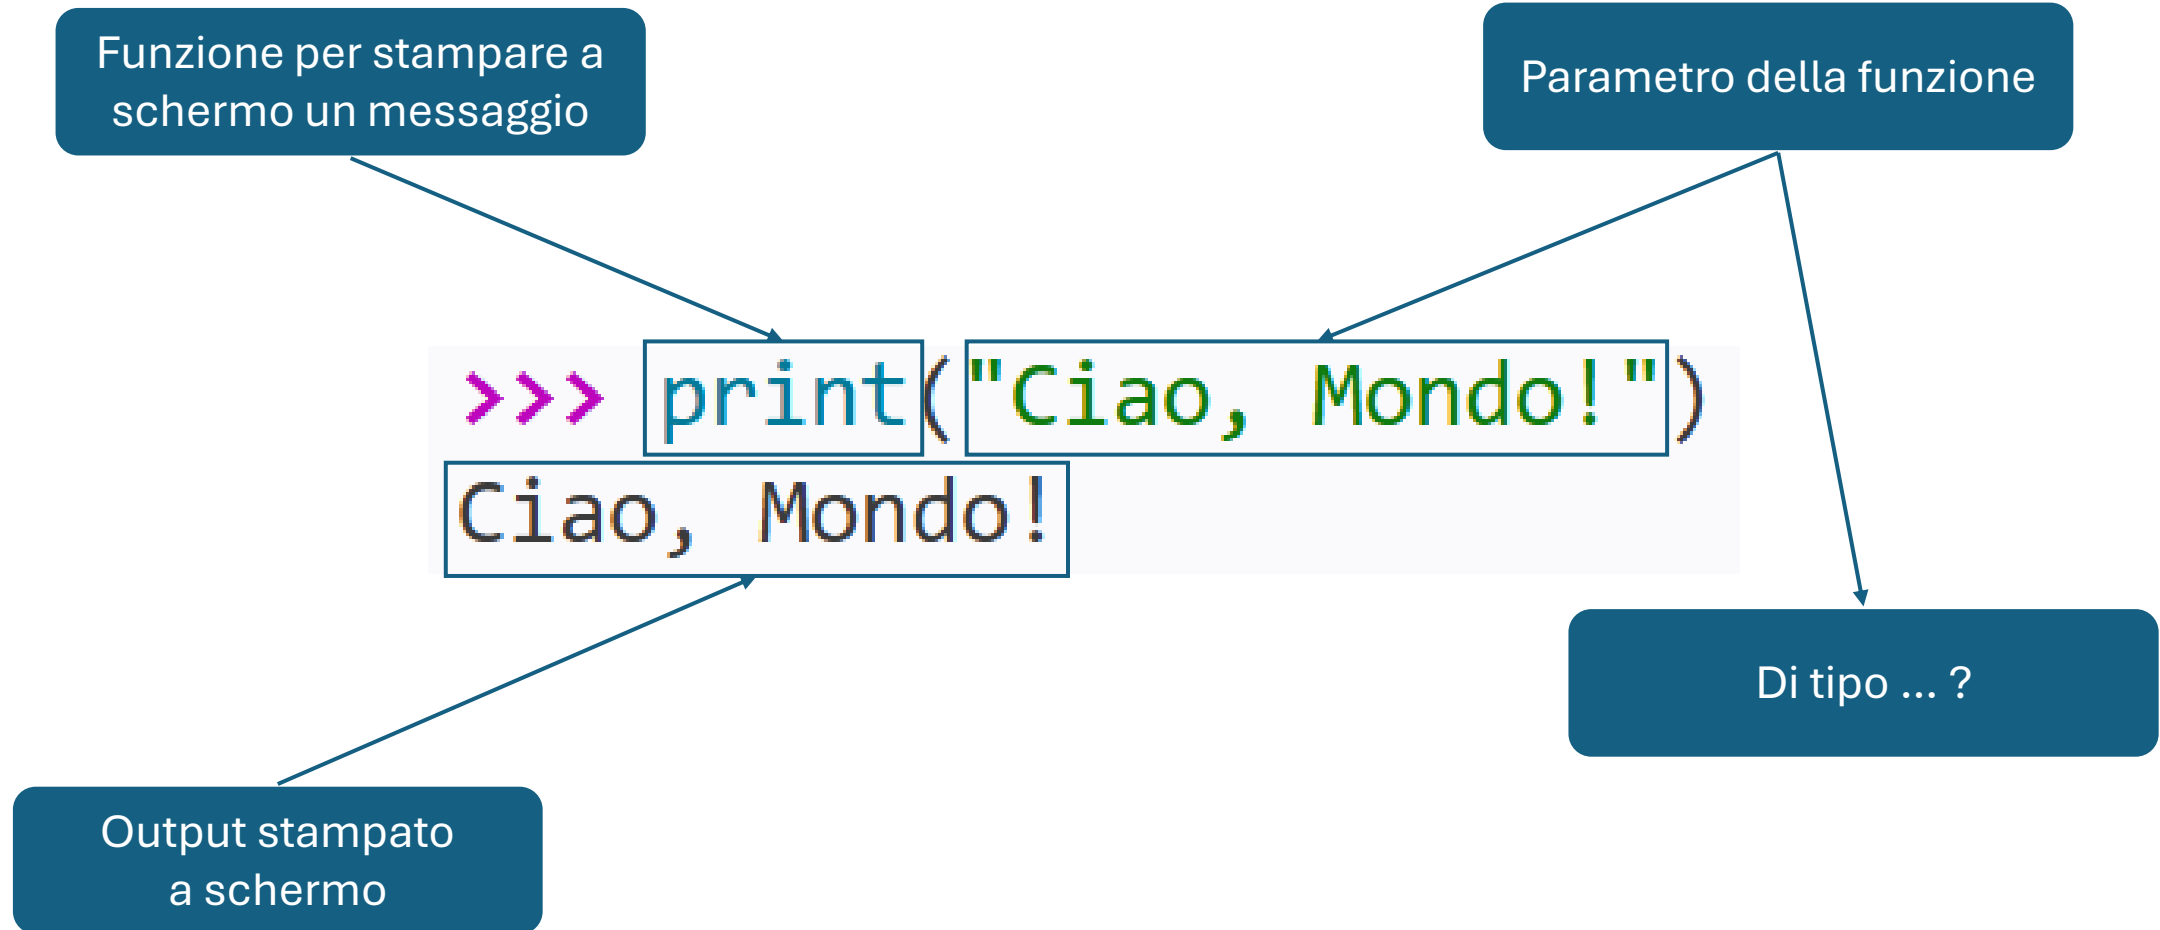 Funzione per stampare a
schermo un messaggio
Parametro della funzione
>>> print("Ciao, Mondo!")
Ciao, Mondo!
Di tipo ... ?
Output stampato
a schermo